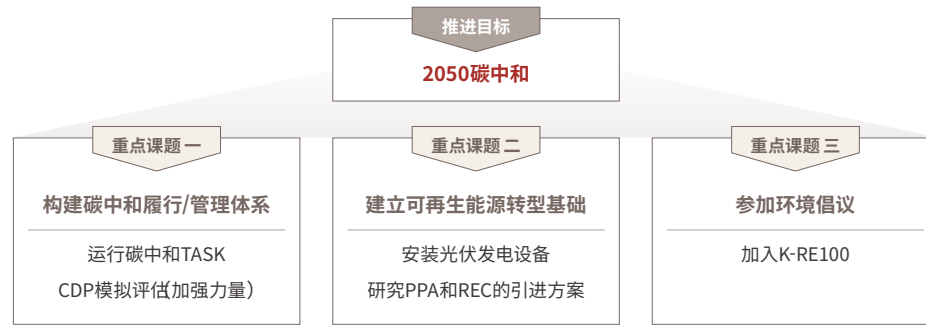 推进目标
2050碳中和
重点课题 一
构建碳中和履行/管理体系
运行碳中和TASK
CDP模拟评估(加强力量)
重点课题 二
建立可再生能源转型基础
安装光伏发电设备
研究PPA和REC的引进方案
重点课题 三
参加环境倡议
加入K-RE100